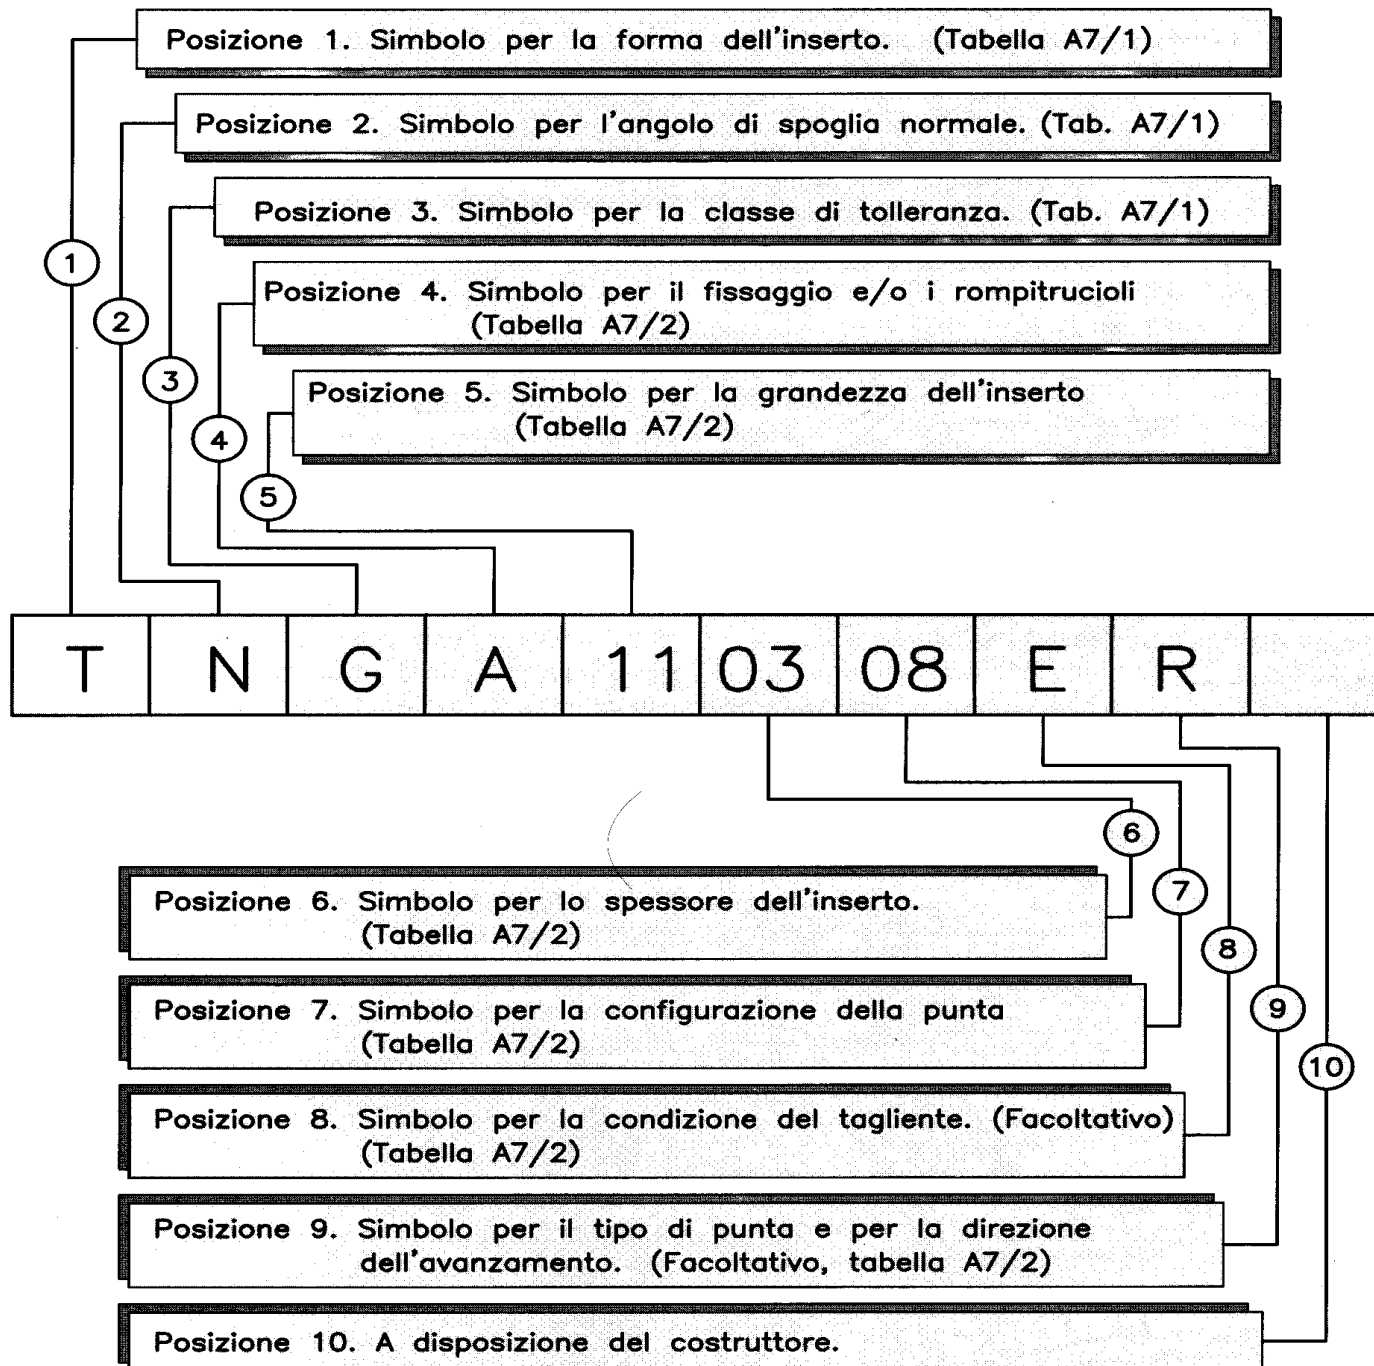 Posizione 1. Simbolo per la forma dell'inserto. (Tabella A7/1)
Posizione 2. Simbolo per l'angolo di spoglia normale. (Tab. A7/1)
Posizione 3. Simbolo per la classe di tolleranza. (Tab. A7/1)
Posizione 4. Simbolo per il fissaggio e/o i rompitrucioli
(Tabella A7/2)
Posizione 5. Simbolo per la grandezza dell'inserto
(Tabella A7/2)
1
2
3
4
5
T N G A 11 03 08 E R
6
7
8
9
10
Posizione 6. Simbolo per lo spessore dell'inserto.
(Tabella A7/2)
Posizione 7. Simbolo per la configurazione della punta
(Tabella A7/2)
Posizione 8. Simbolo per la condizione del tagliente. (Facoltativo)
(Tabella A7/2)
Posizione 9. Simbolo per il tipo di punta e per la direzione
dell'avanzamento. (Facoltativo, tabella A7/2)
Posizione 10. A disposizione del costruttore.